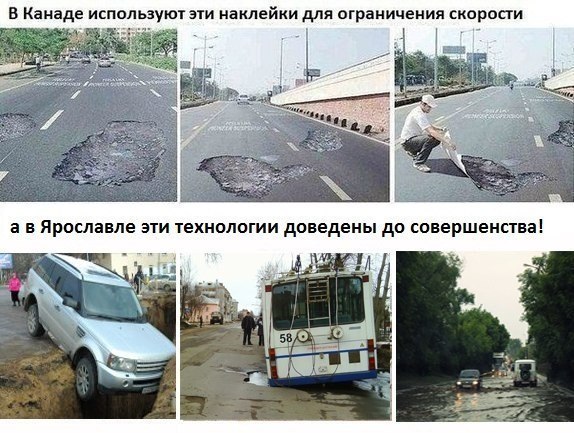 В Канаде используют эти наклейки для ограничения скорости
а в Ярославле эти технологии доведены до совершенства!
58